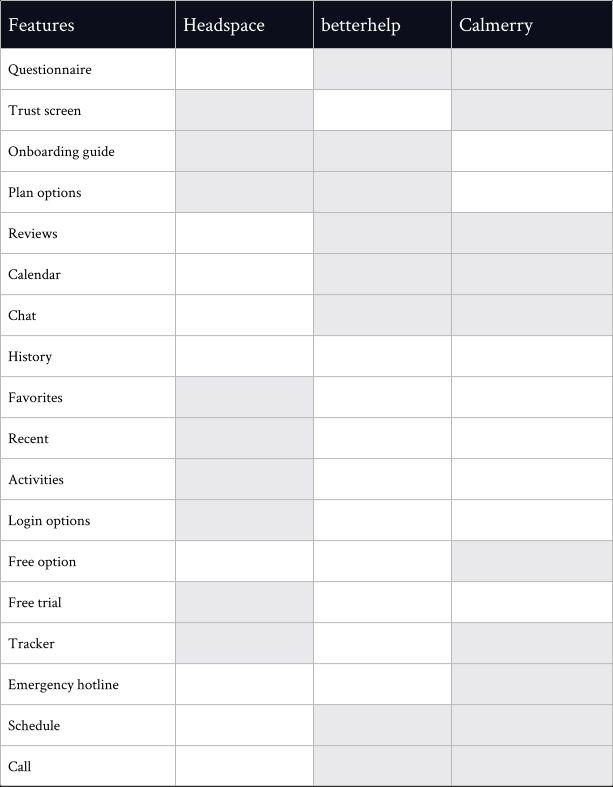 Features Headspace betterhelp Calmerry
Questionnaire
Trust screen
Onboarding guide
Plan options
Reviews
Calendar
Chat
History
Favorites
Recent
Activities
Login options
Free option
Free trial
Tracker
Emergency hotline
Schedule
Call